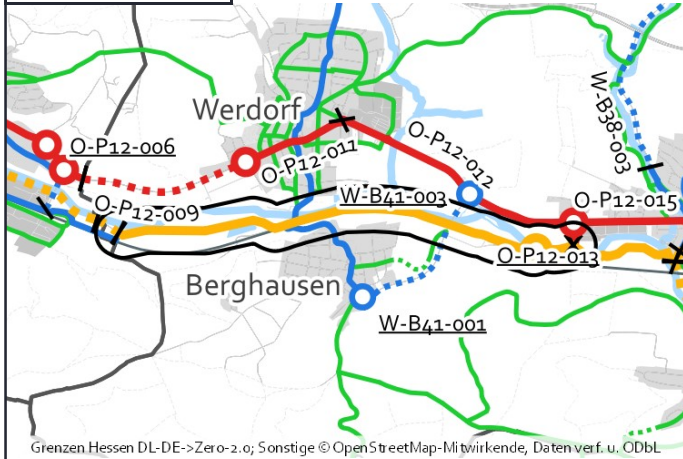 Werdorf
W-B38-003
O-P12-006
O-P12-011
O-P12-012
O-P12-009
W-B41-003
O-P12-015
O-P12-013
Berghausen
W-B41-001
Grenzen Hessen DL-DE->Zero-2.0; Sonstige © OpenStreetMap-Mitwirkende, Daten verf. u. ODbL